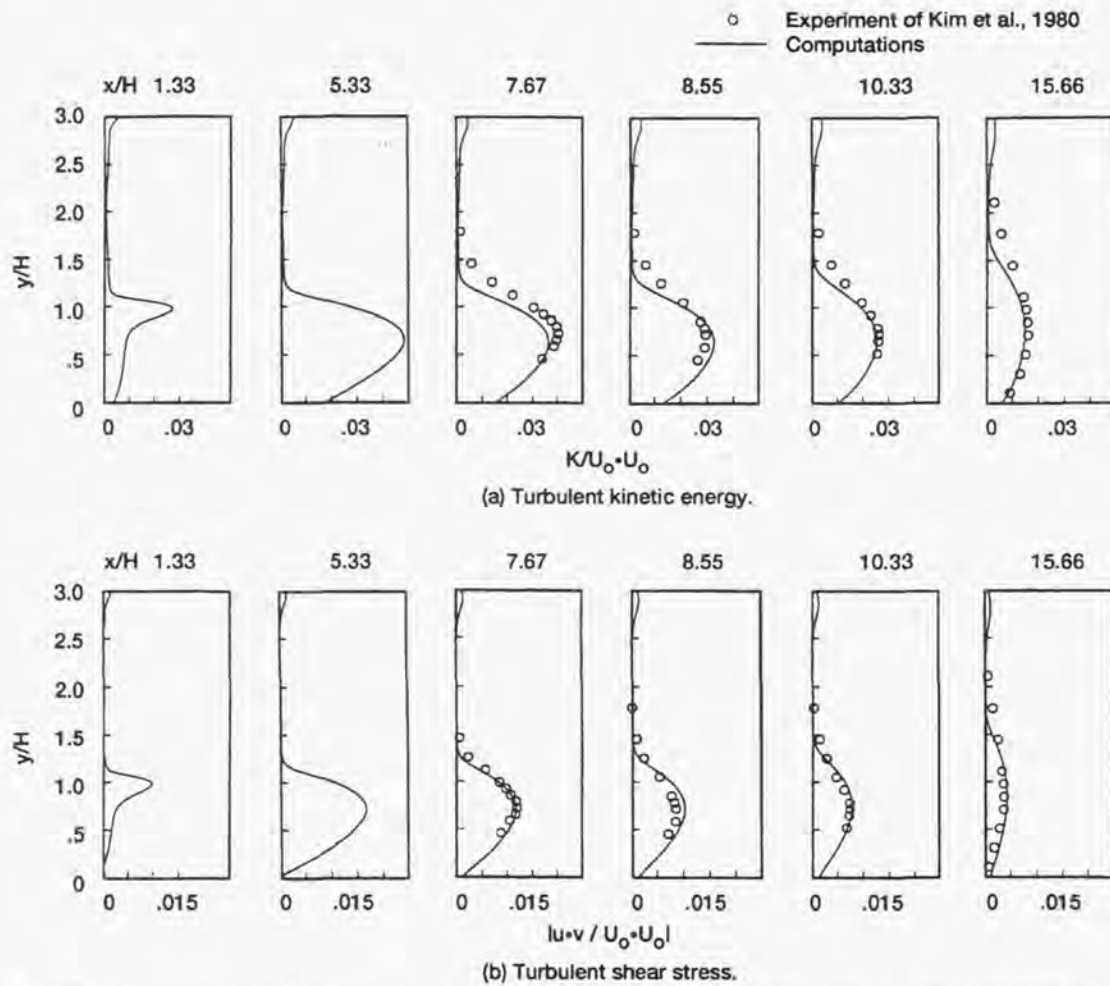 Experiment of Kim et al., 1980
Computations
x/H 1.33 5.33 7.67 8.55 10.33 15.66
3.0
2.5
2.0
1.5
1.0
.5
0
y/H
0 .03 0 .03 0 .03 0 .03 0 .03 0 .03
K/U₀•U₀
(a) Turbulent kinetic energy.
x/H 1.33 5.33 7.67 8.55 10.33 15.66
3.0
2.5
2.0
1.5
1.0
.5
0
y/H
0 .015 0 .015 0 .015 0 .015 0 .015 0 .015
|u•v / U₀•U₀|
(b) Turbulent shear stress.